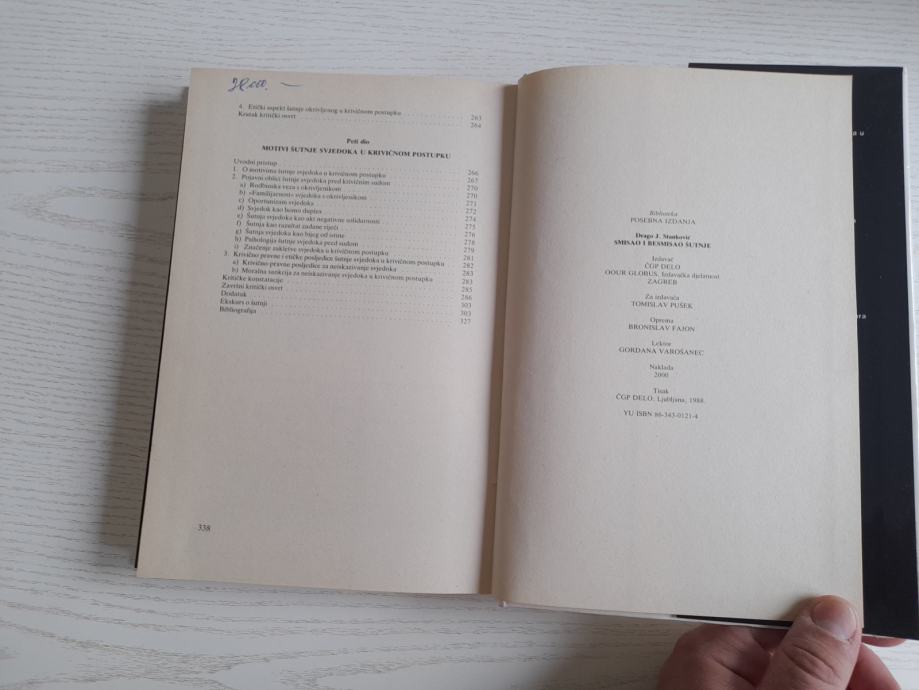 4. Etički aspekt šutnje okrivljenog u krivičnom postupku 263
Kratak kritički osvrt 264
Peti dio
MOTIVI ŠUTNJE SVJEDOKA U KRIVIČNOM POSTUPKU
Uvodni pristup 266
1. O motivima šutnje svjedoka u krivičnom postupku 267
2. Pojavni oblici šutnje svjedoka pred krivičnim sudom 270
a) Rodbinska veza s okrivljenikom 270
b) »Familijarnost» svjedoka s okrivljenikom 271
c) Oportunizam svjedoka 272
d) Svjedok kao homo duplex 274
e) Šutnja svjedoka kao akt negativne solidarnosti 275
f) Šutnja kao razultat zadane riječi 276
g) Šutnja svjedoka kao bijeg od istine 278
h) Psihologija šutnje svjedoka pred sudom 279
i) Značenje zakletve svjedoka u krivičnom postupku 281
3. Krivično pravne i etičke posljedice šutnje svjedoka u krivičnom postupku 282
a) Krivično pravne posljedice za neiskazivanje svjedoka 283
b) Moralna sankcija za neiskazivanje svjedoka u krivičnom postupku 283
Kritičke konstatacije 285
Završni kritički osvrt 286
Dodatak 303
Ekskurs o šutnji 303
Bibliografija 327
338
Biblioteka
POSEBNA IZDANJA
Drago J. Stanković
SMISAO I BESMISAO ŠUTNJE
Izdavač
ČGP DELO
OOUR GLOBUS, Izdavačka djelatnost
ZAGREB
Za izdavača
TOMISLAV PUŠEK
Oprema
BRONISLAV FAJON
Lektor
GORDANA VAROŠANEC
Naklada
2000
Tisak
ČGP DELO, Ljubljana, 1988.
YU ISBN 86-343-0121-4